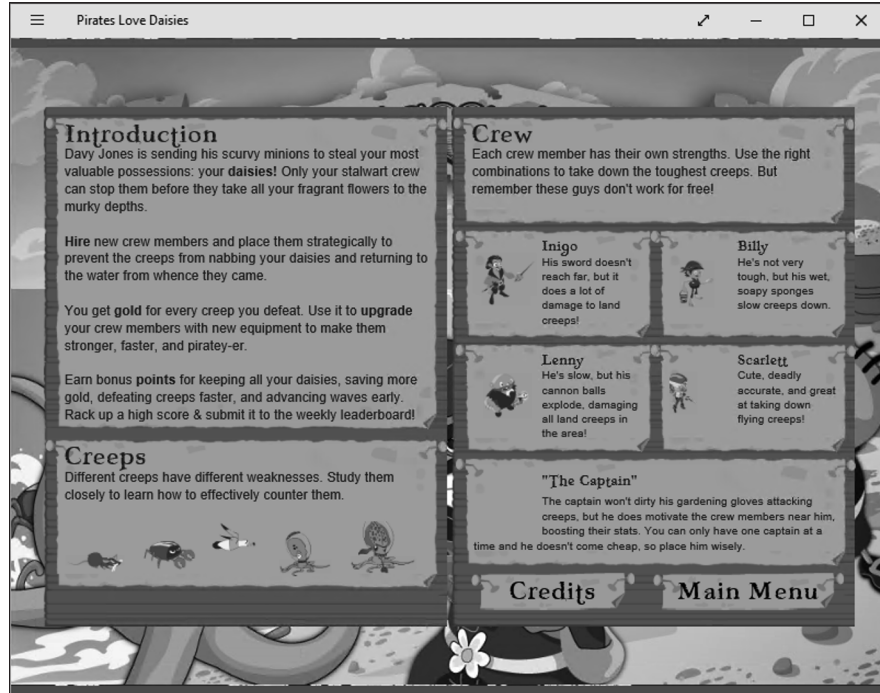 Pirates Love Daisies
Introduction
Davy Jones is sending his scurvy minions to steal your most
valuable possessions: your daisies! Only your stalwart crew
can stop them before they take all your fragrant flowers to the
murky depths.
Hire new crew members and place them strategically to
prevent the creeps from nabbing your daisies and returning to
the water from whence they came.
You get gold for every creep you defeat. Use it to upgrade
your crew members with new equipment to make them
stronger, faster, and piratey-er.
Earn bonus points for keeping all your daisies, saving more
gold, defeating creeps faster, and advancing waves early.
Rack up a high score & submit it to the weekly leaderboard!
Creeps
Different creeps have different weaknesses. Study them
closely to learn how to effectively counter them.
Crew
Each crew member has their own strengths. Use the right
combinations to take down the toughest creeps. But
remember these guys don't work for free!
Inigo
His sword doesn't
reach far, but it
does a lot of
damage to land
creeps!
Billy
He's not very
tough, but his wet,
soapy sponges
slow creeps down.
Lenny
He's slow, but his
cannon balls
explode, damaging
all land creeps in
the area!
Scarlett
Cute, deadly
accurate, and great
at taking down
flying creeps!
"The Captain"
The captain won't dirty his gardening gloves attacking
creeps, but he does motivate the crew members near him,
boosting their stats. You can only have one captain at a
time and he doesn't come cheap, so place him wisely.
Credits
Main Menu